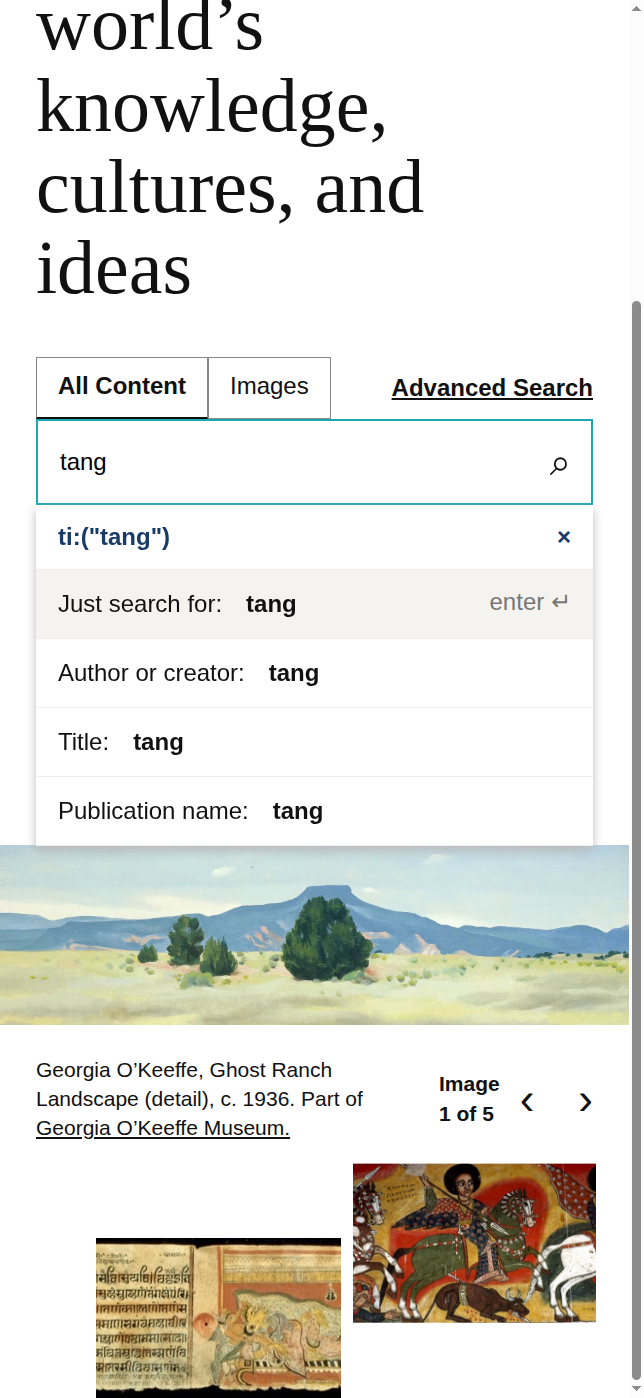 world’s
knowledge,
cultures, and
ideas
All Content
Images
Advanced Search
tang
ti:("tang") ×
Just search for: tang enter ↵
Author or creator: tang
Title: tang
Publication name: tang
Georgia O’Keeffe, Ghost Ranch
Landscape (detail), c. 1936. Part of
Georgia O’Keeffe Museum.
Image
1 of 5